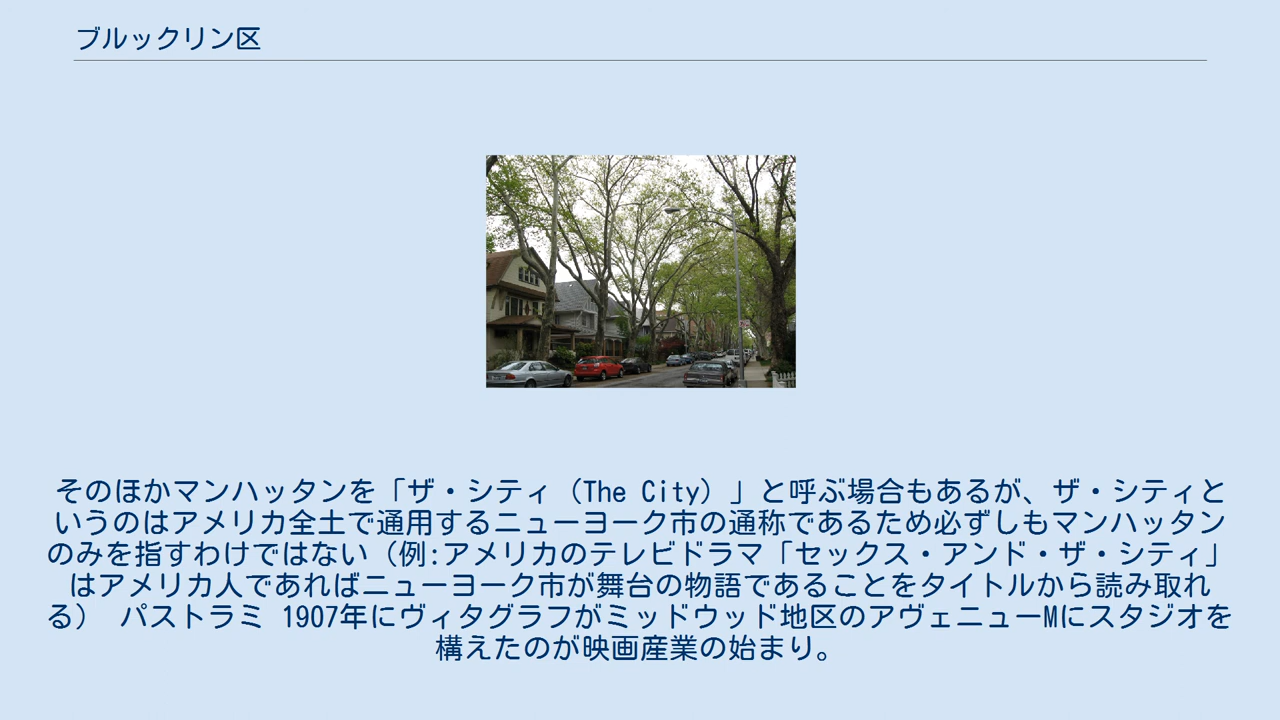 ブルックリン区
そのほかマンハッタンを「ザ・シティ（The City）」と呼ぶ場合もあるが、ザ・シティと
いうのはアメリカ全土で通用するニューヨーク市の通称であるため必ずしもマンハッタン
のみを指すわけではない（例:アメリカのテレビドラマ「セックス・アンド・ザ・シティ」
はアメリカ人であればニューヨーク市が舞台の物語であることをタイトルから読み取れ
る） パストラミ 1907年にヴィタグラフがミッドウッド地区のアヴェニューMにスタジオを
構えたのが映画産業の始まり。